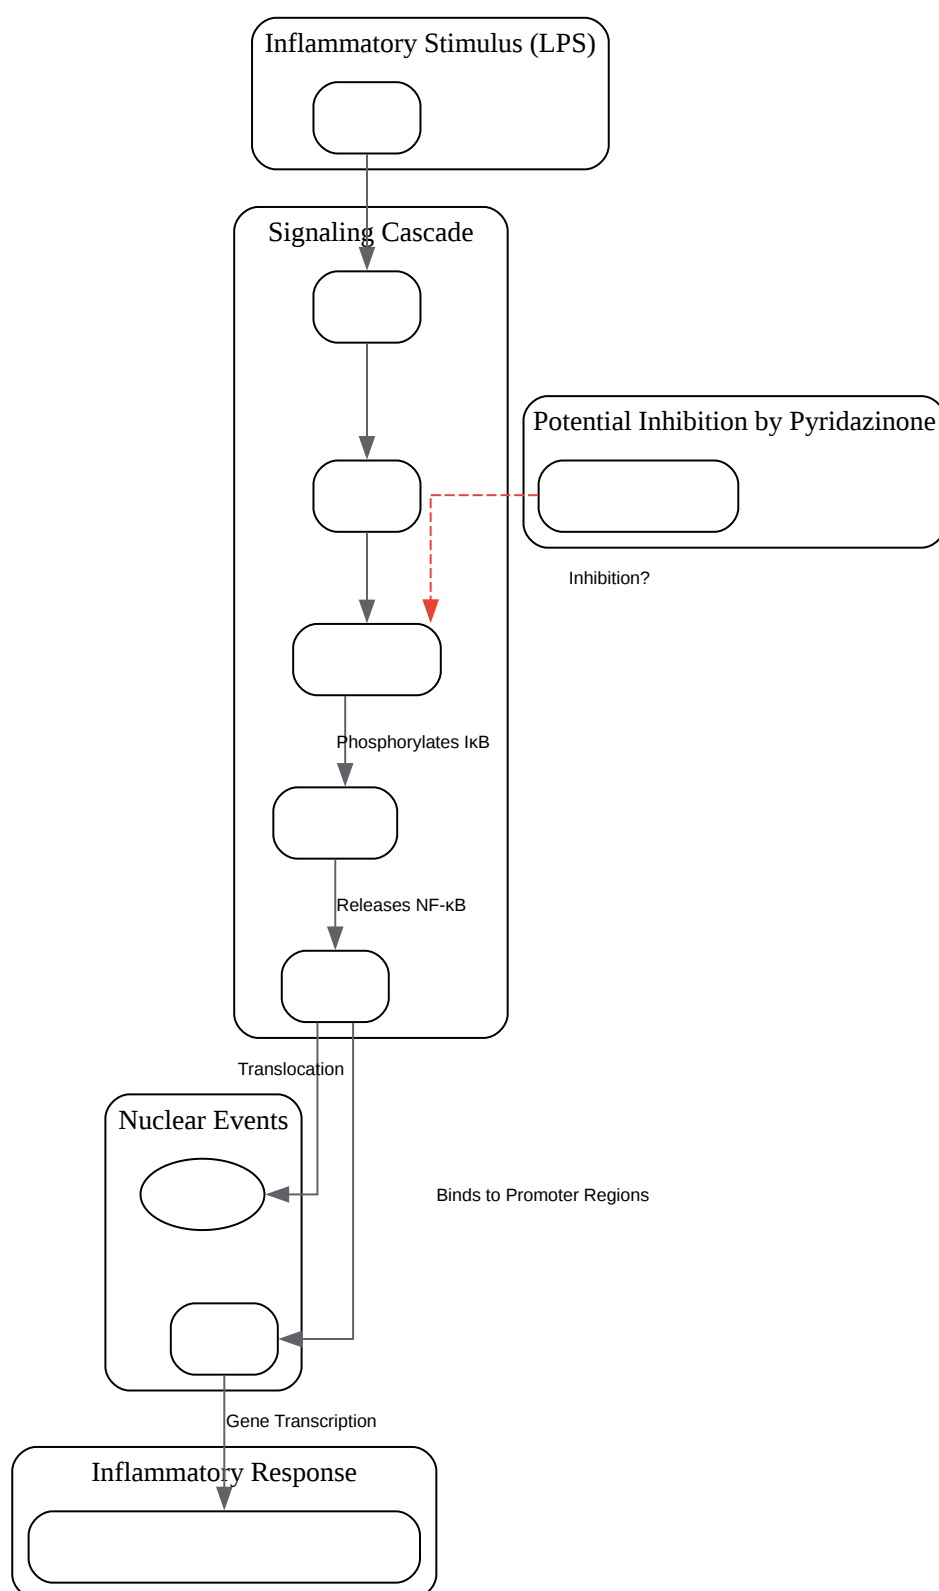 Inflammatory Stimulus (LPS)
Signaling Cascade
Potential Inhibition by Pyridazinone
Inhibition?
Phosphorylates IκB
Releases NF-κB
Translocation
Nuclear Events
Binds to Promoter Regions
Gene Transcription
Inflammatory Response